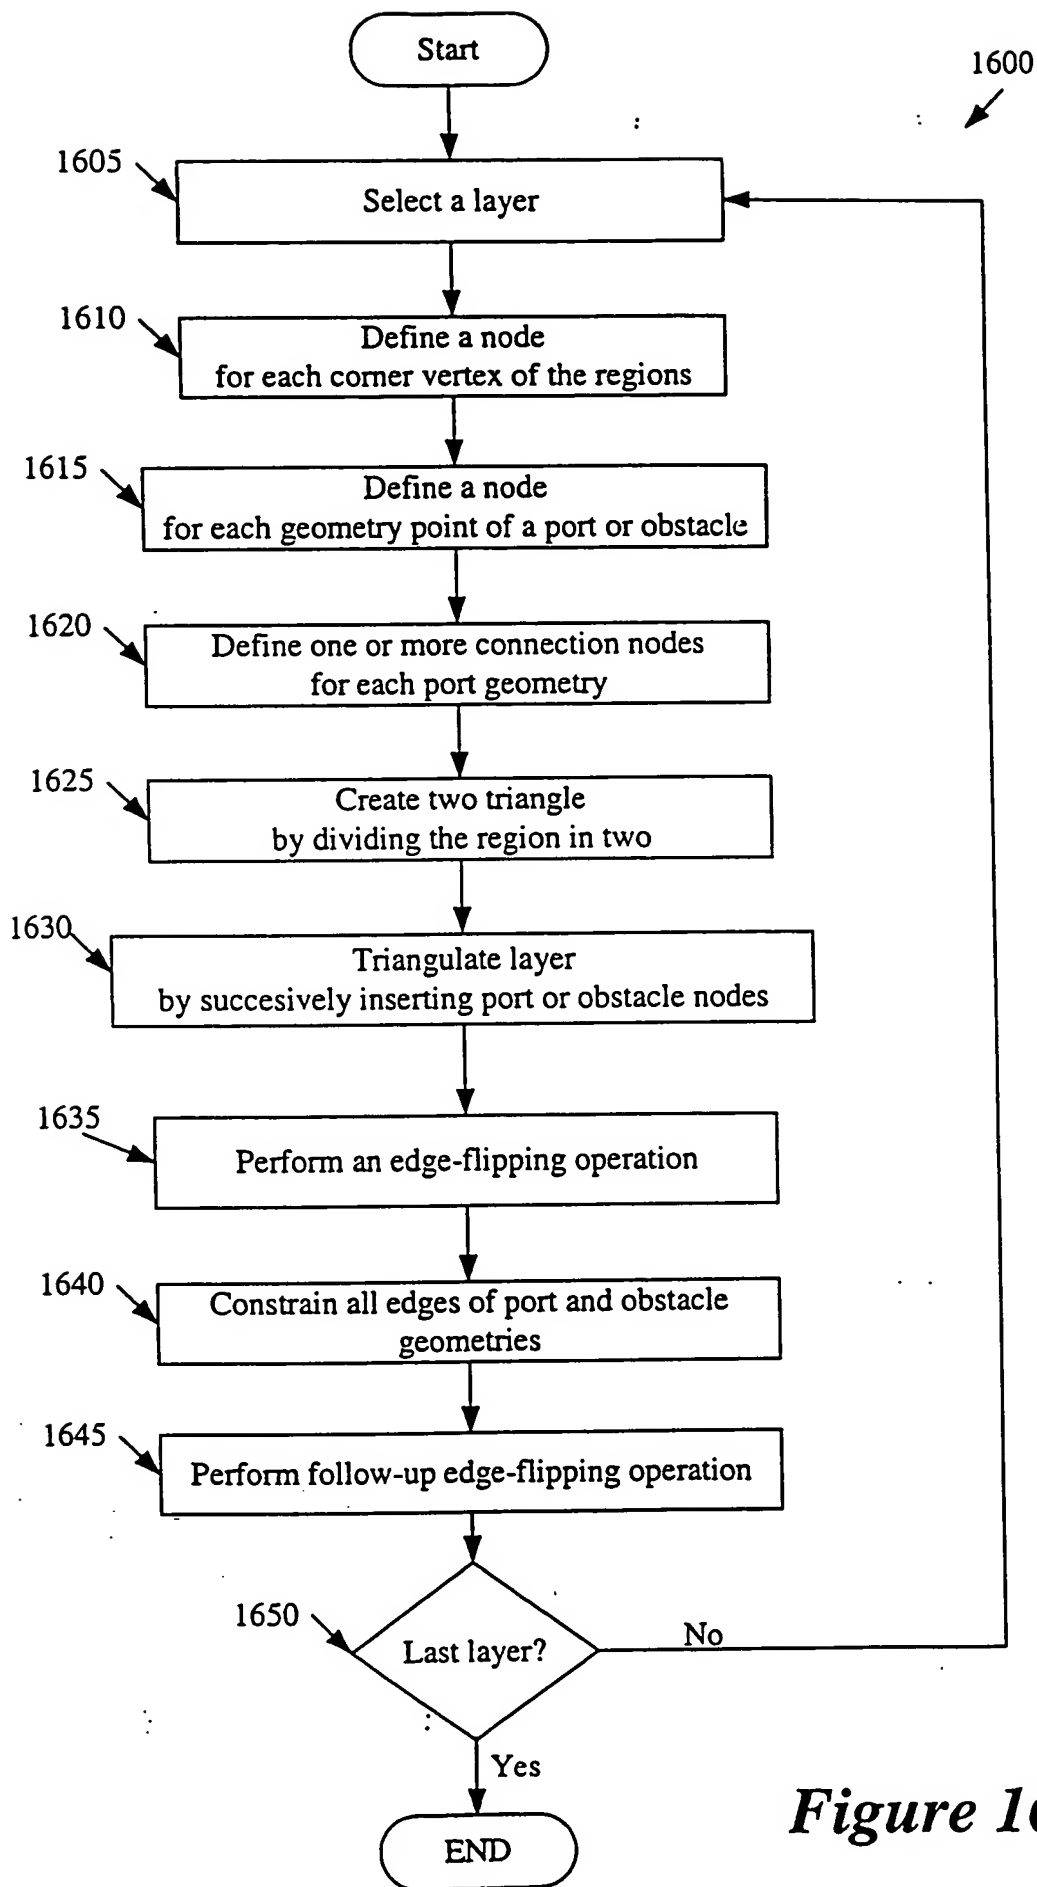 Start
1600
1605
Select a layer
1610
Define a node
for each corner vertex of the regions
1615
Define a node
for each geometry point of a port or obstacle
1620
Define one or more connection nodes
for each port geometry
1625
Create two triangle
by dividing the region in two
1630
Triangulate layer
by succesively inserting port or obstacle nodes
1635
Perform an edge-flipping operation
1640
Constrain all edges of port and obstacle
geometries
1645
Perform follow-up edge-flipping operation
1650
Last layer?
No
Yes
END
Figure 1